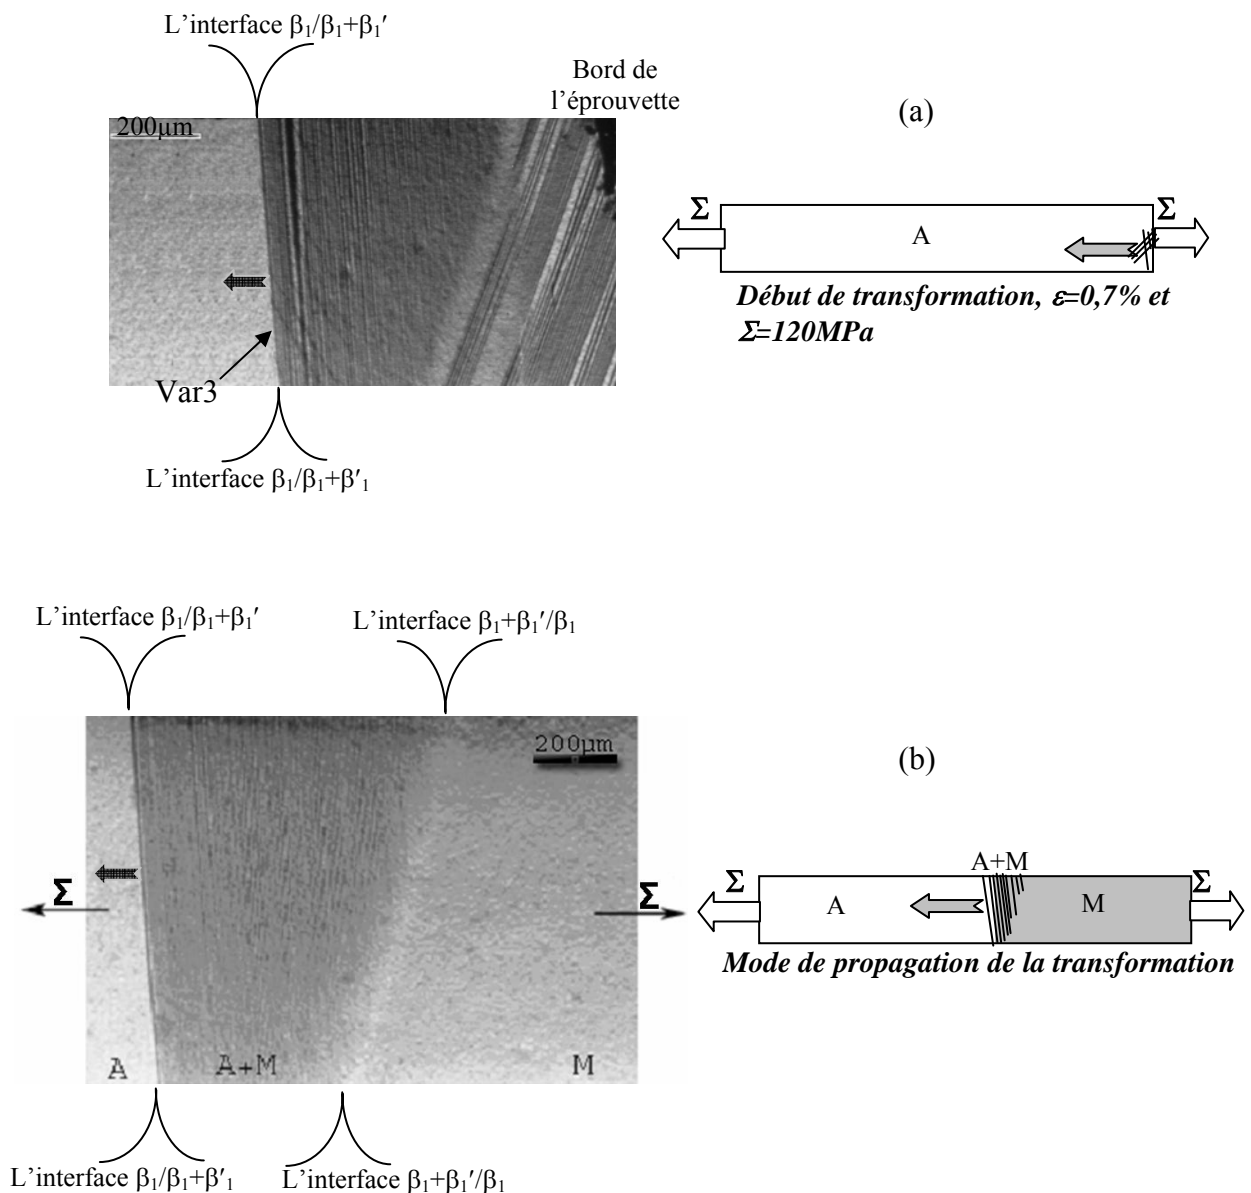 L’interface β₁/β₁+β₁′
Bord de
l’éprouvette
(a)
200µm
Σ
Σ
A
Début de transformation, ε=0,7% et
Σ=120MPa
Var3
L’interface β₁/β₁+β′₁
L’interface β₁/β₁+β₁′
L’interface β₁+β₁′/β₁
200µm
(b)
A+M
Σ
Σ
A
M
Σ
Σ
Mode de propagation de la transformation
A
A+M
M
L’interface β₁/β₁+β′₁
L’interface β₁+β₁′/β₁